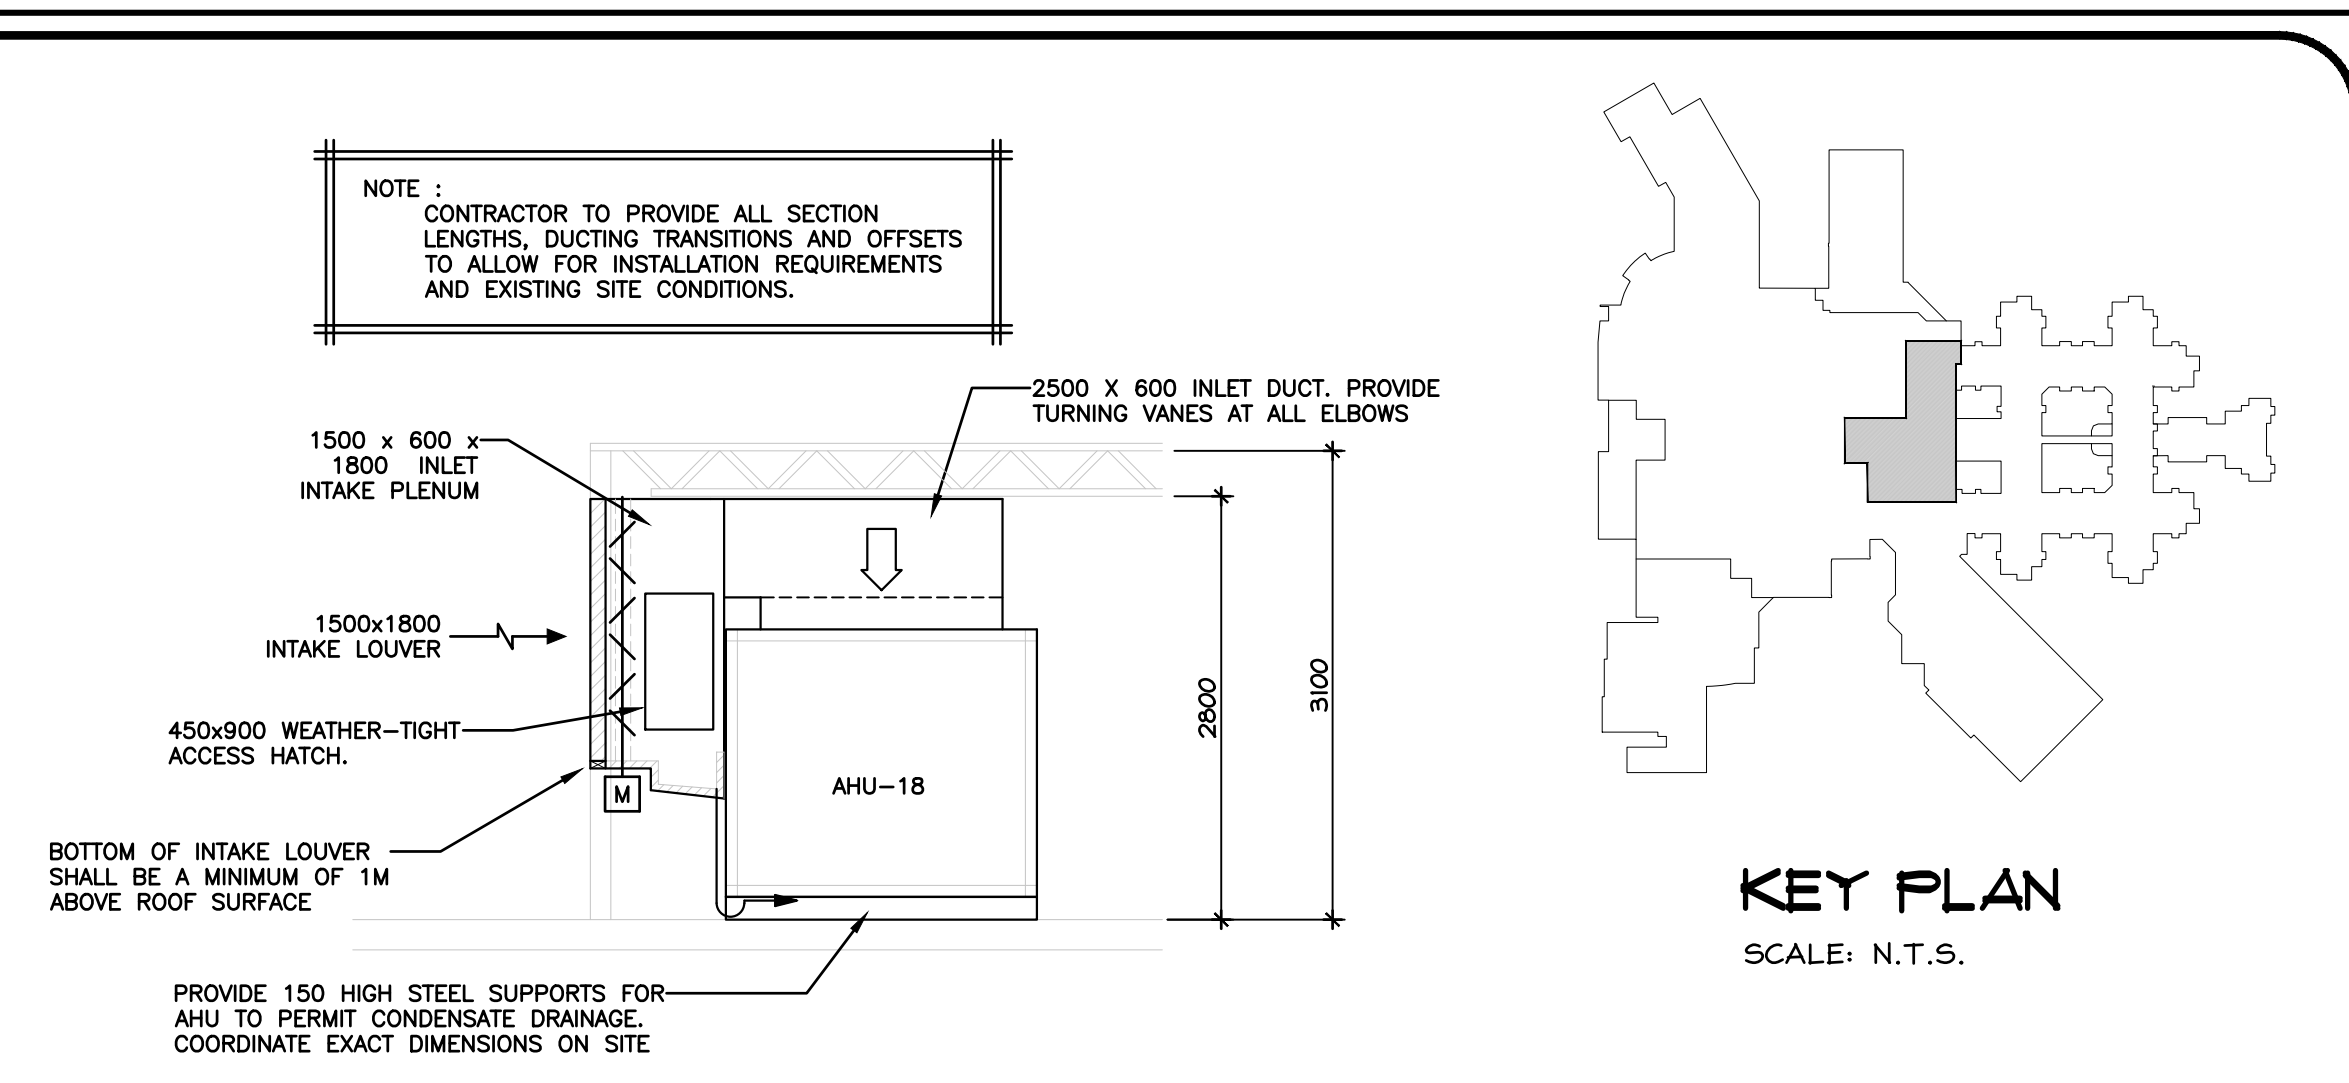 NOTE :
CONTRACTOR TO PROVIDE ALL SECTION
LENGTHS, DUCTING TRANSITIONS AND OFFSETS
TO ALLOW FOR INSTALLATION REQUIREMENTS
AND EXISTING SITE CONDITIONS.
2500 X 600 INLET DUCT. PROVIDE
TURNING VANES AT ALL ELBOWS
1500 x 600 x
1800 INLET
INTAKE PLENUM
1500x1800
INTAKE LOUVER
450x900 WEATHER-TIGHT
ACCESS HATCH.
M
AHU-18
2800
3100
BOTTOM OF INTAKE LOUVER
SHALL BE A MINIMUM OF 1M
ABOVE ROOF SURFACE
PROVIDE 150 HIGH STEEL SUPPORTS FOR
AHU TO PERMIT CONDENSATE DRAINAGE.
COORDINATE EXACT DIMENSIONS ON SITE
KEY PLAN
SCALE: N.T.S.